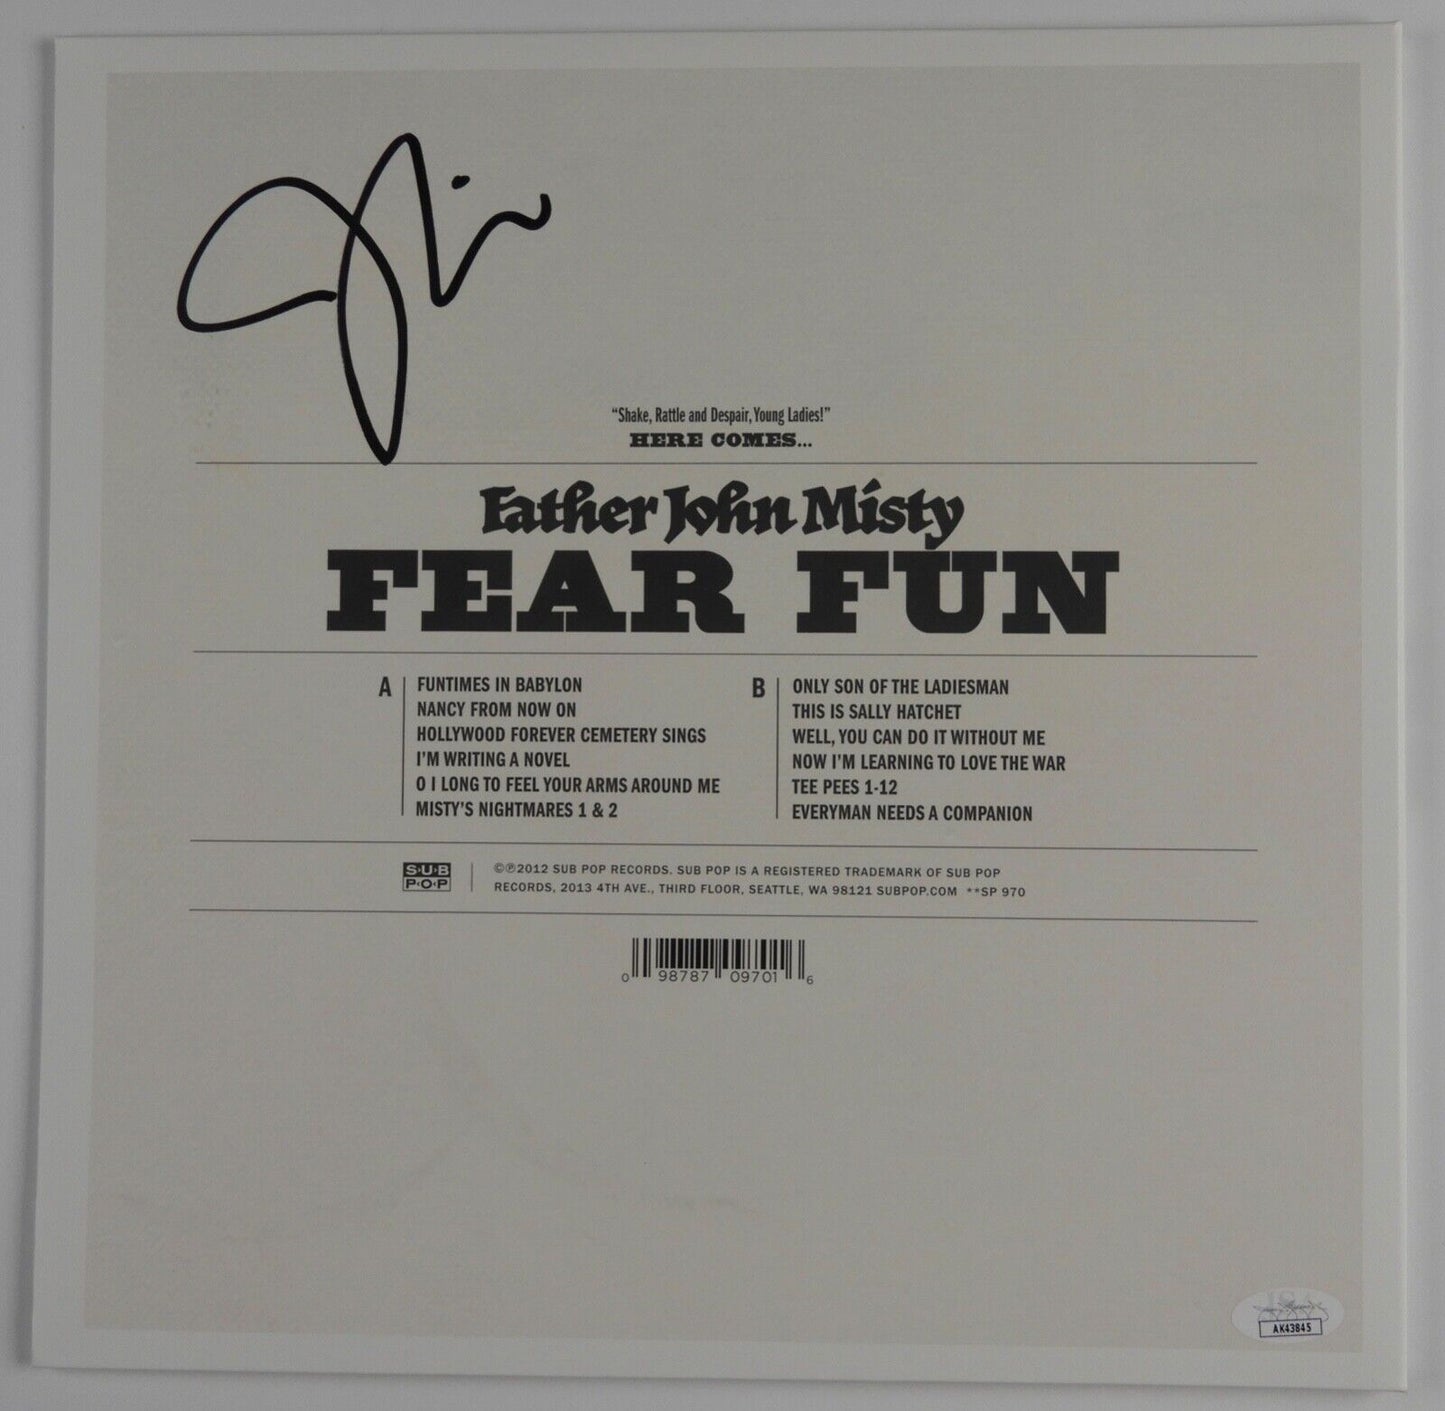 "Shake, Rattle and Despair, Young Ladies!"
HERE COMES...
Father John Misty
FEAR FUN
A
FUNTIMES IN BABYLON
NANCY FROM NOW ON
HOLLYWOOD FOREVER CEMETERY SINGS
I'M WRITING A NOVEL
O I LONG TO FEEL YOUR ARMS AROUND ME
MISTY'S NIGHTMARES 1 & 2
B
ONLY SON OF THE LADIESMAN
THIS IS SALLY HATCHET
WELL, YOU CAN DO IT WITHOUT ME
NOW I'M LEARNING TO LOVE THE WAR
TEE PEES 1-12
EVERYMAN NEEDS A COMPANION
SUB
POP
©℗2012 SUB POP RECORDS. SUB POP IS A REGISTERED TRADEMARK OF SUB POP
RECORDS, 2013 4TH AVE., THIRD FLOOR, SEATTLE, WA 98121 SUBPOP.COM **SP 970
0 98787 09701 6
JSA
AK43845